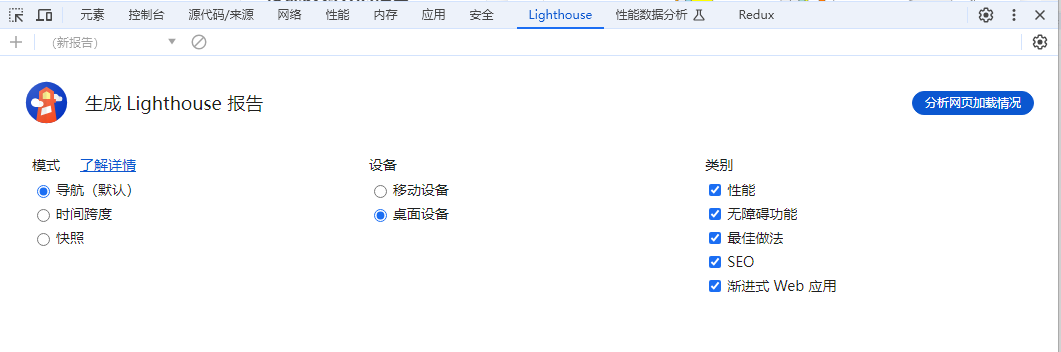 元素 控制台 源代码/来源 网络 性能 内存 应用 安全 Lighthouse 性能数据分析 Redux
(新报告)
生成 Lighthouse 报告 分析网页加载情况
模式 了解详情 设备 类别
导航（默认） 移动设备 性能
时间跨度 桌面设备 无障碍功能
快照 最佳做法
SEO
渐进式 Web 应用